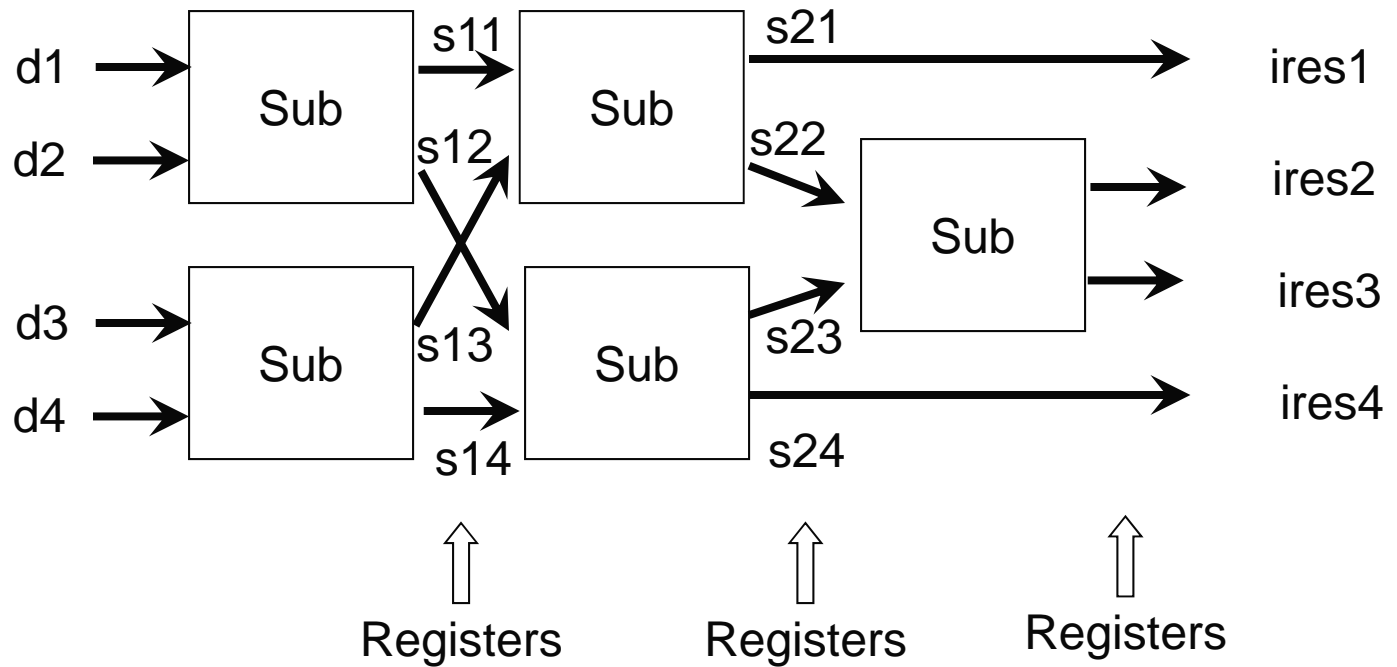 d1
d2
d3
d4
Sub
Sub
s11
s12
s13
s14
Sub
Sub
s21
s22
s23
s24
Sub
ires1
ires2
ires3
ires4
Registers
Registers
Registers